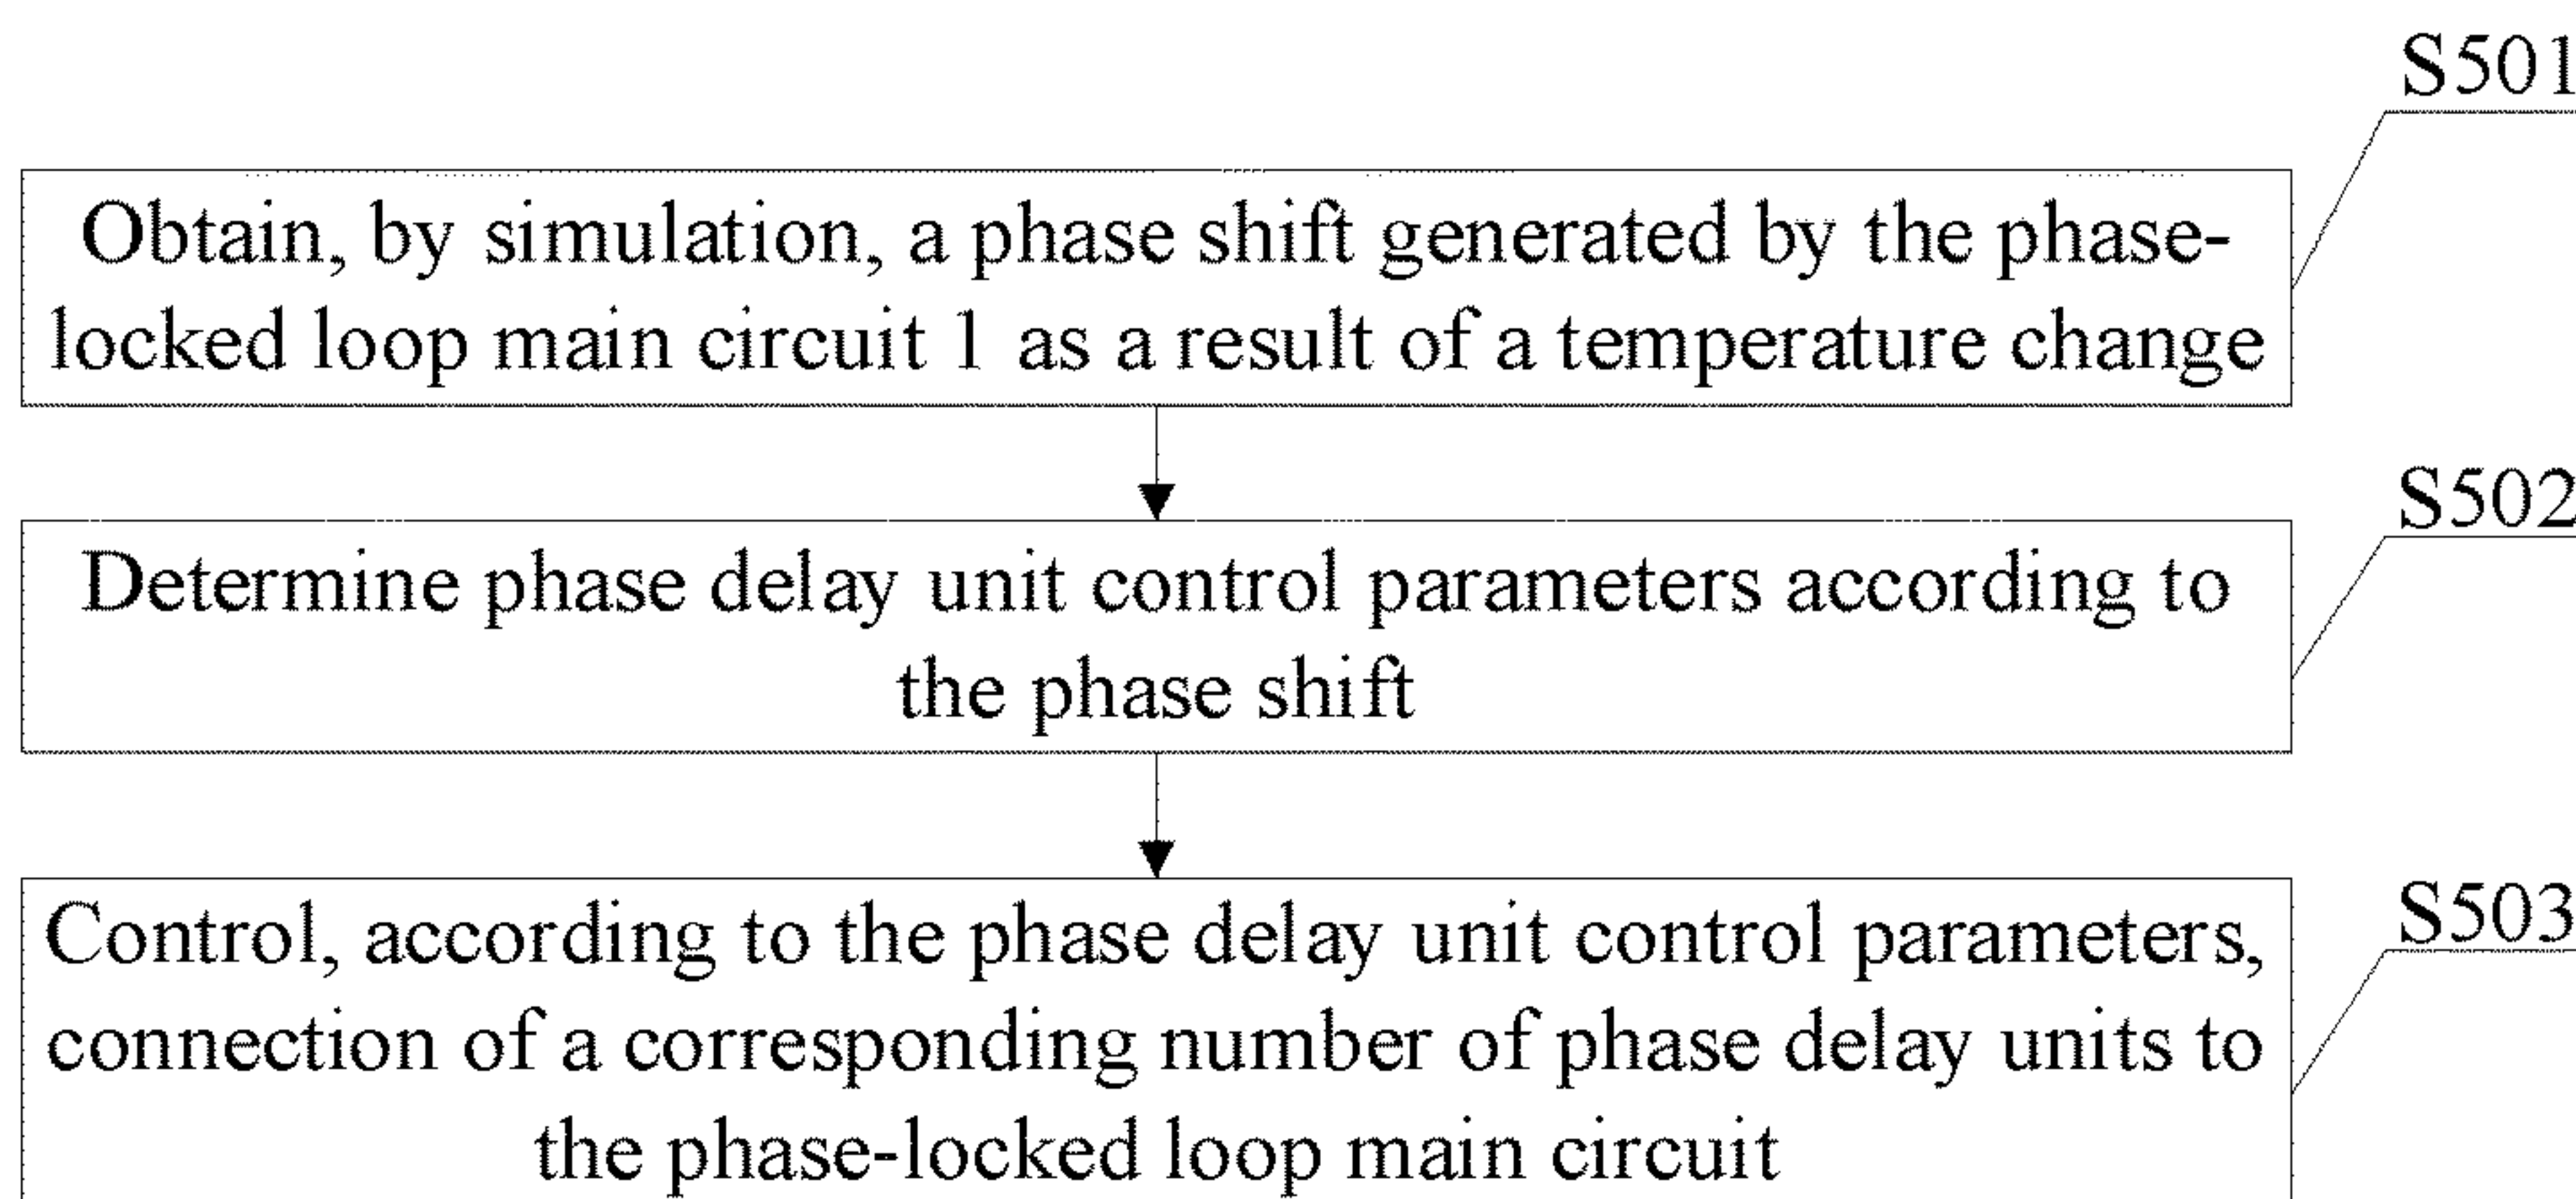 S501
Obtain, by simulation, a phase shift generated by the phase-
locked loop main circuit 1 as a result of a temperature change
S502
Determine phase delay unit control parameters according to
the phase shift
S503
Control, according to the phase delay unit control parameters,
connection of a corresponding number of phase delay units to
the phase-locked loop main circuit